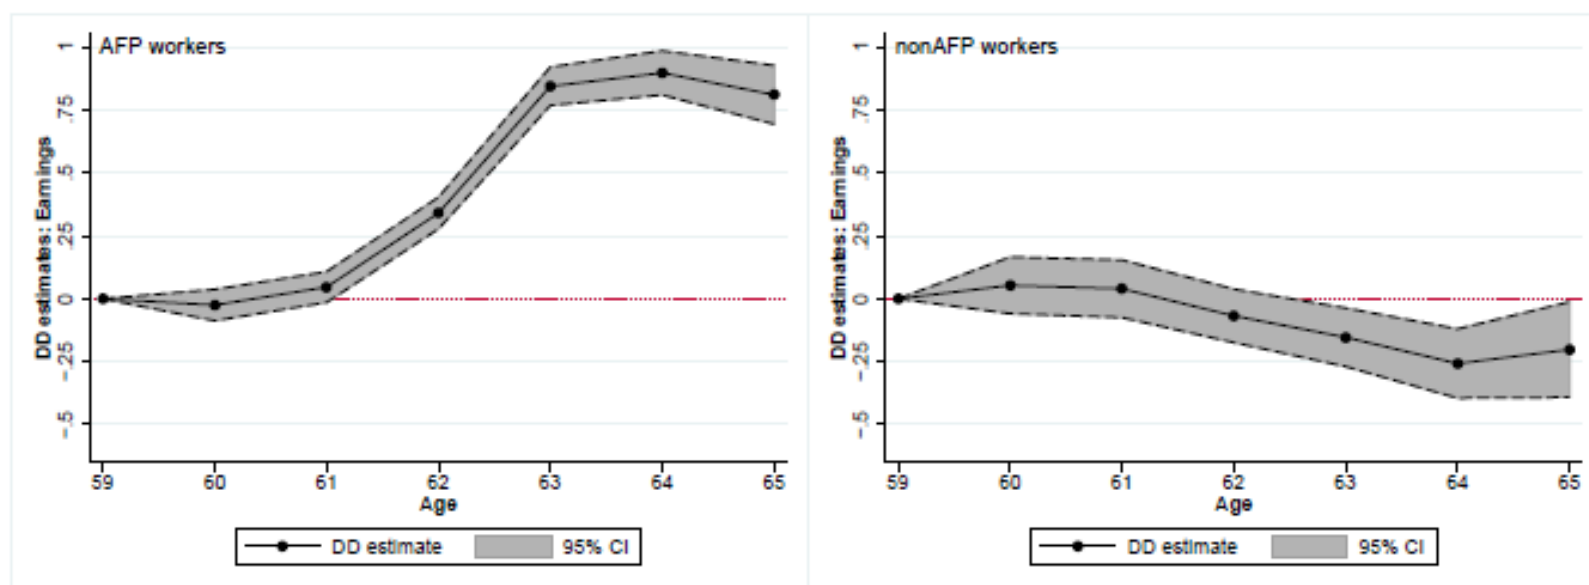 AFP workers
DD estimates: Earnings
1
.75
.5
.25
0
-.25
-.5
59 60 61 62 63 64 65
Age
DD estimate 95% CI
nonAFP workers
DD estimates: Earnings
1
.75
.5
.25
0
-.25
-.5
59 60 61 62 63 64 65
Age
DD estimate 95% CI